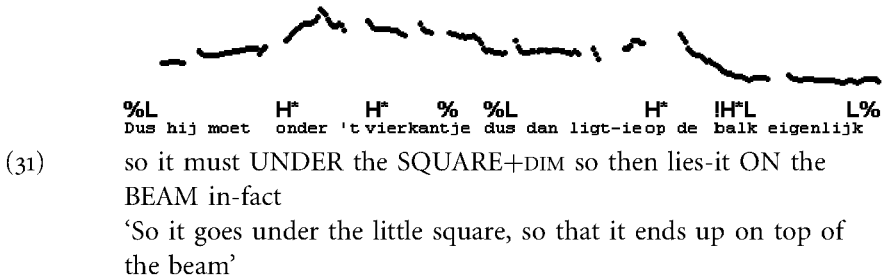 %L H* H* % %L H* !H*L L%
Dus hij moet onder 't vierkantje dus dan ligt-ie op de balk eigenlijk
(31) so it must UNDER the SQUARE+DIM so then lies-it ON the
BEAM in-fact
‘So it goes under the little square, so that it ends up on top of
the beam’